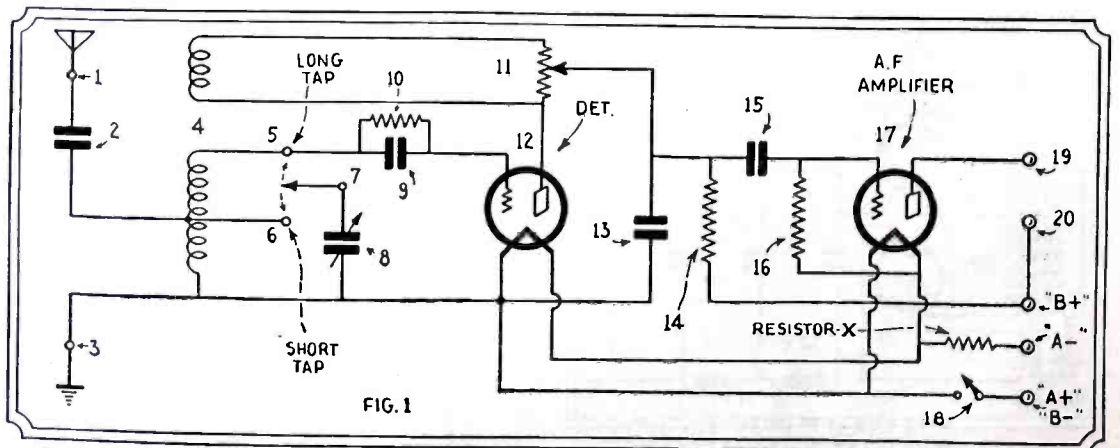 LONG
TAP
A.F
AMPLIFIER
DET.
1
2
3
4
5
6
7
8
9
10
11
12
13
14
15
16
17
18
19
20
"B+"
RESISTOR-X
"A-"
"A+"
"B-"
SHORT
TAP
FIG. 1